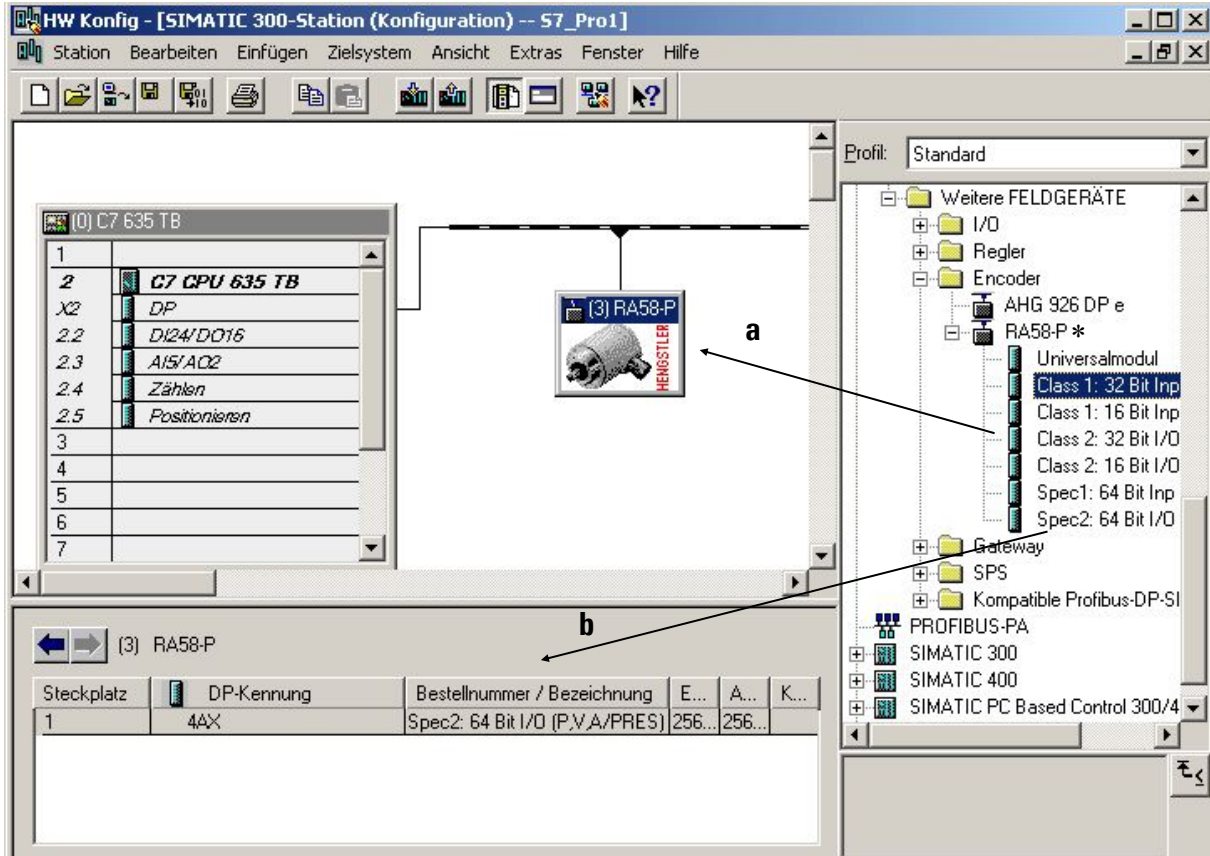 HW Konfig - [SIMATIC 300-Station (Konfiguration) -- S7_Pro1]
Station Bearbeiten Einfügen Zielsystem Ansicht Extras Fenster Hilfe
(0) C7 635 TB
1
2 C7 CPU 635 TB
X2 DP
2.2 DI24/DO16
2.3 AI5/AO2
2.4 Zählen
2.5 Positionieren
3
4
5
6
7
(3) RA58-P
HENGSTLER
a
b
Profil: Standard
Weitere FELDGERÄTE
I/O
Regler
Encoder
AHG 926 DP e
RA58-P *
Universalmodul
Class 1: 32 Bit Inp
Class 1: 16 Bit Inp
Class 2: 32 Bit I/O
Class 2: 16 Bit I/O
Spec1: 64 Bit Inp
Spec2: 64 Bit I/O
Gateway
SPS
Kompatible Profibus-DP-Sl
PROFIBUS-PA
SIMATIC 300
SIMATIC 400
SIMATIC PC Based Control 300/4
(3) RA58-P
Steckplatz DP-Kennung Bestellnummer / Bezeichnung E... A... K...
1 4AX Spec2: 64 Bit I/O (P,V,A/PRES) 256... 256...